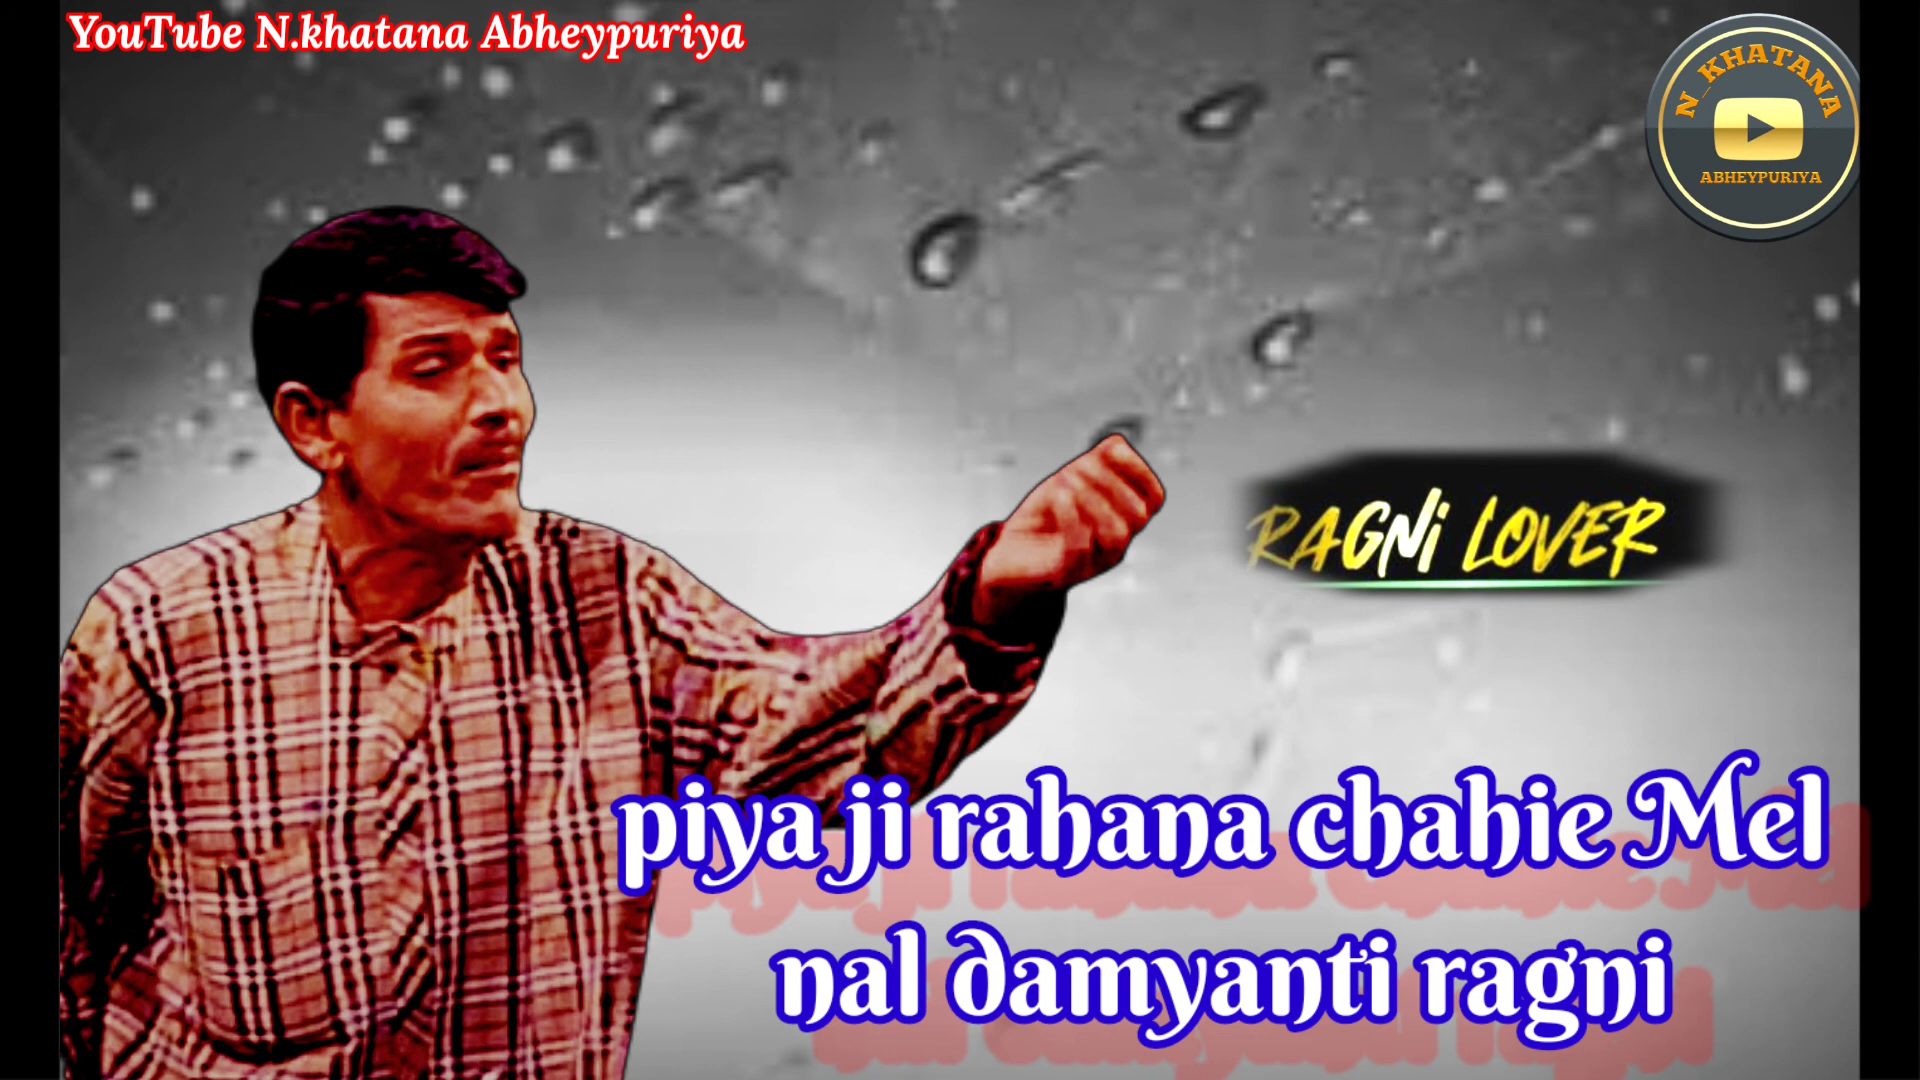 YouTube N.khatana Abheypuriya
N_KHATANA
ABHEYPURIYA
RAGNi LOVER
piya ji rahana chahie Mel
nal damyanti ragni